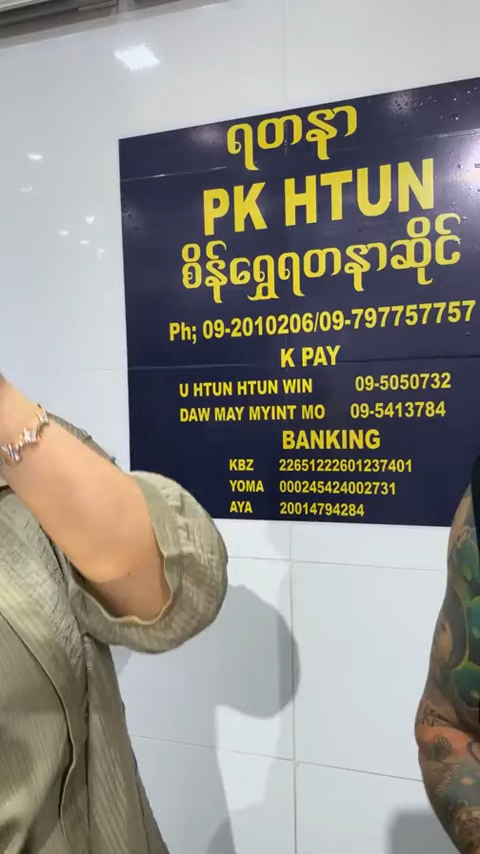 ရတနာ
PK HTUN
စိန်ရွှေရတနာဆိုင်
Ph; 09-2010206/09-797757757
K PAY
U HTUN HTUN WIN 09-5050732
DAW MAY MYINT MO 09-5413784
BANKING
KBZ 22651222601237401
YOMA 000245424002731
AYA 20014794284